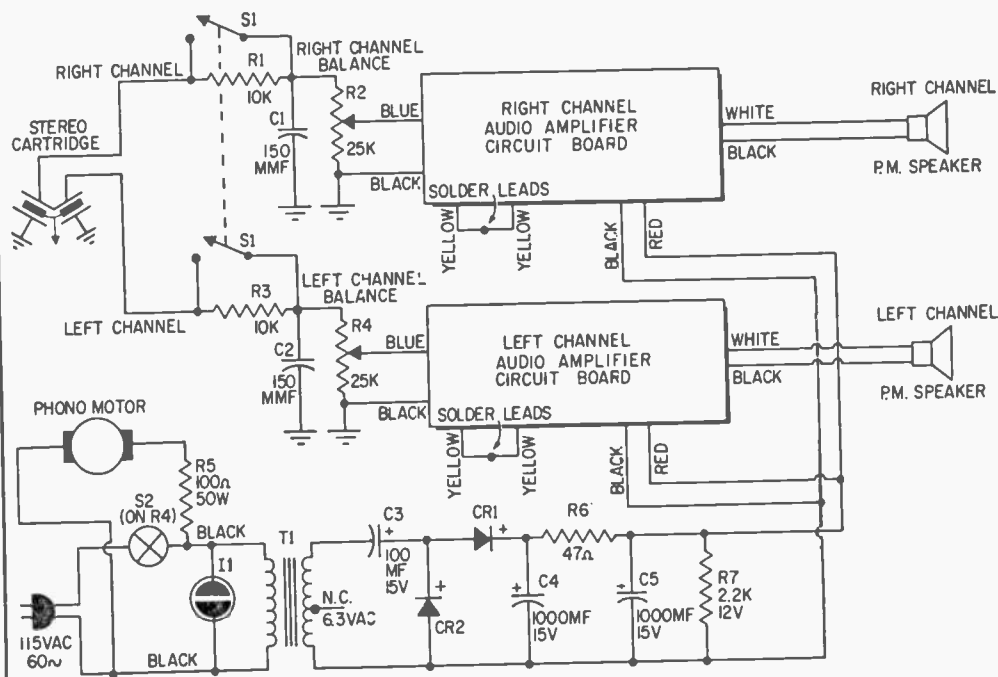 S1
RIGHT CHANNEL
R1
10K
RIGHT CHANNEL
BALANCE
R2
25K
C1
150
MMF
BLUE
BLACK
RIGHT CHANNEL
AUDIO AMPLIFIER
CIRCUIT BOARD
SOLDER LEADS
YELLOW
YELLOW
BLACK
RED
WHITE
BLACK
RIGHT CHANNEL
P.M. SPEAKER
STEREO
CARTRIDGE
S1
LEFT CHANNEL
R3
10K
LEFT CHANNEL
BALANCE
R4
25K
C2
150
MMF
BLUE
BLACK
LEFT CHANNEL
AUDIO AMPLIFIER
CIRCUIT BOARD
SOLDER LEADS
YELLOW
YELLOW
BLACK
RED
WHITE
BLACK
LEFT CHANNEL
P.M. SPEAKER
PHONO MOTOR
R5
100Ω
50W
S2
(ON R4)
BLACK
I1
T1
N.C.
6.3VAC
C3
+
100
MF
15V
CR1
+
+
CR2
R6
47Ω
+
C4
1000MF
15V
+
C5
1000MF
15V
R7
2.2K
12V
115VAC
60~
BLACK